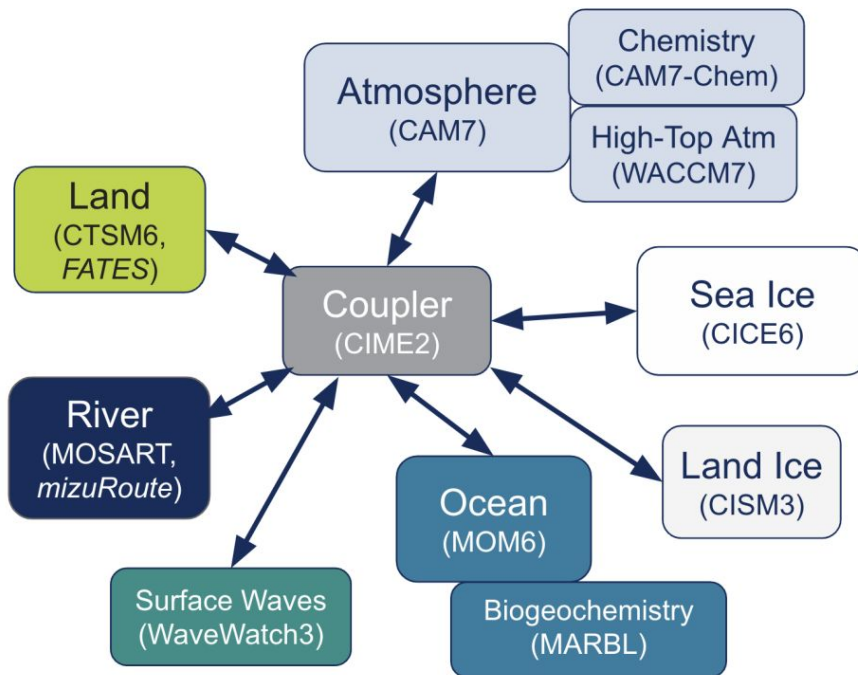 Chemistry
(CAM7-Chem)
Atmosphere
(CAM7)
High-Top Atm
(WACCM7)
Land
(CTSM6,
FATES)
Coupler
(CIME2)
Sea Ice
(CICE6)
River
(MOSART,
mizuRoute)
Land Ice
(CISM3)
Ocean
(MOM6)
Surface Waves
(WaveWatch3)
Biogeochemistry
(MARBL)